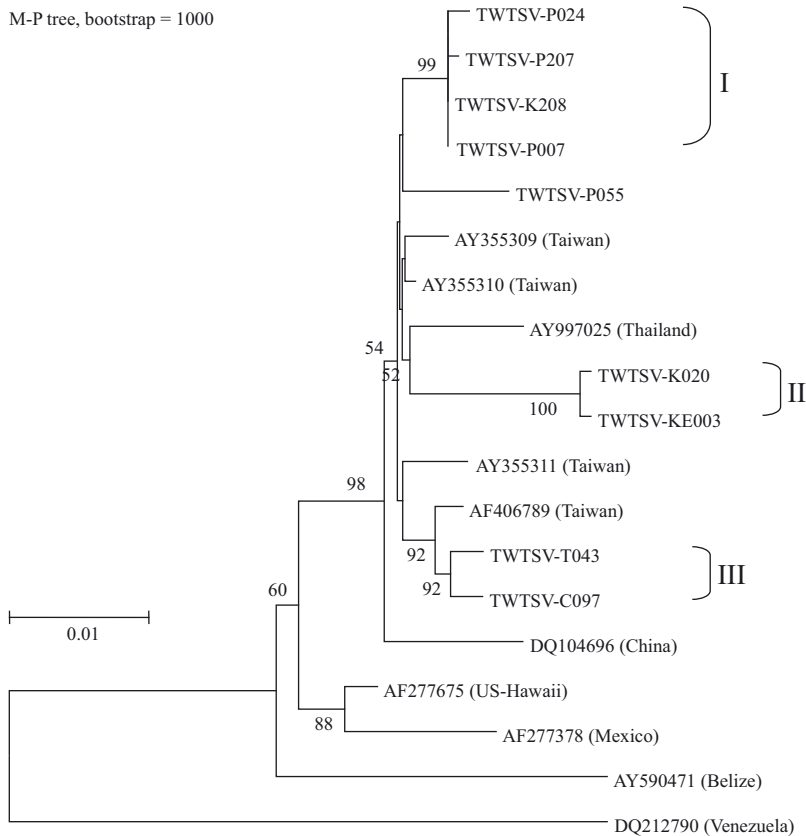 M-P tree, bootstrap = 1000
TWTSV-P024
TWTSV-P207
99
I
TWTSV-K208
TWTSV-P007
TWTSV-P055
AY355309 (Taiwan)
AY355310 (Taiwan)
AY997025 (Thailand)
54
52
TWTSV-K020
II
100
TWTSV-KE003
AY355311 (Taiwan)
98
AF406789 (Taiwan)
92
TWTSV-T043
III
92
TWTSV-C097
60
0.01
DQ104696 (China)
AF277675 (US-Hawaii)
88
AF277378 (Mexico)
AY590471 (Belize)
DQ212790 (Venezuela)